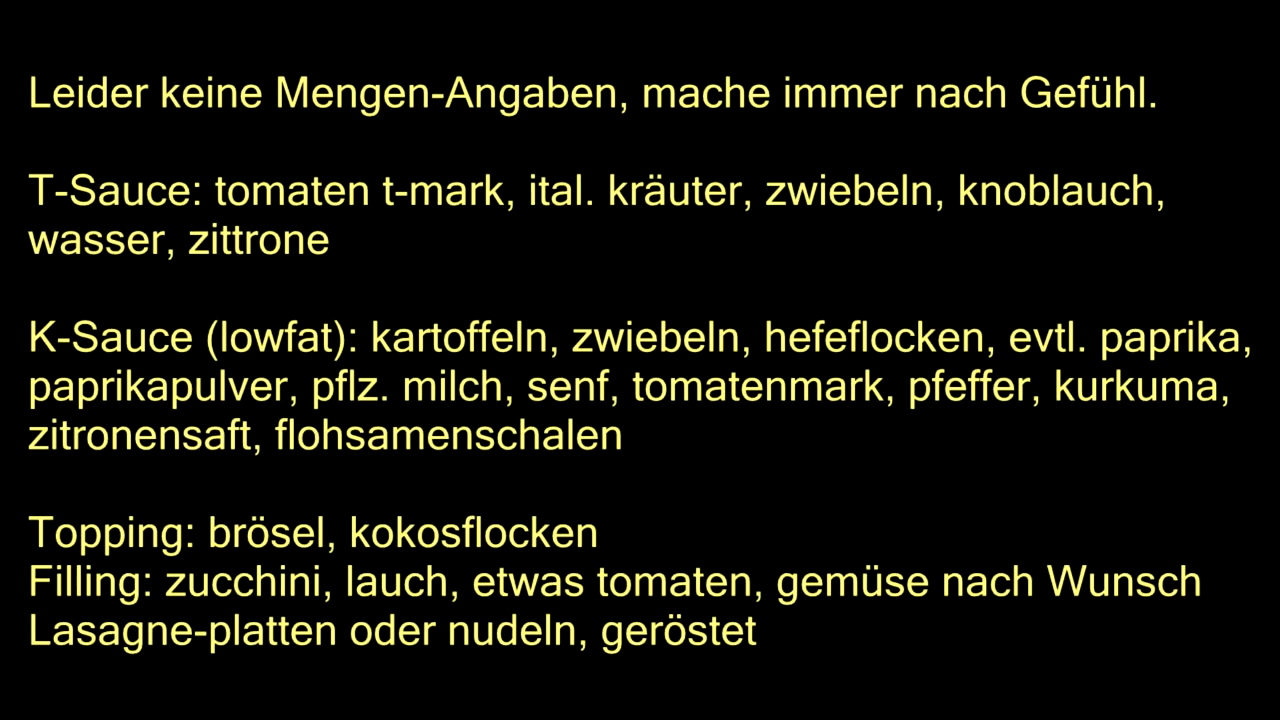 Leider keine Mengen-Angaben, mache immer nach Gefühl.
T-Sauce: tomaten t-mark, ital. kräuter, zwiebeln, knoblauch,
wasser, zittrone
K-Sauce (lowfat): kartoffeln, zwiebeln, hefeflocken, evtl. paprika,
paprikapulver, pflz. milch, senf, tomatenmark, pfeffer, kurkuma,
zitronensaft, flohsamenschalen
Topping: brösel, kokosflocken
Filling: zucchini, lauch, etwas tomaten, gemüse nach Wunsch
Lasagne-platten oder nudeln, geröstet